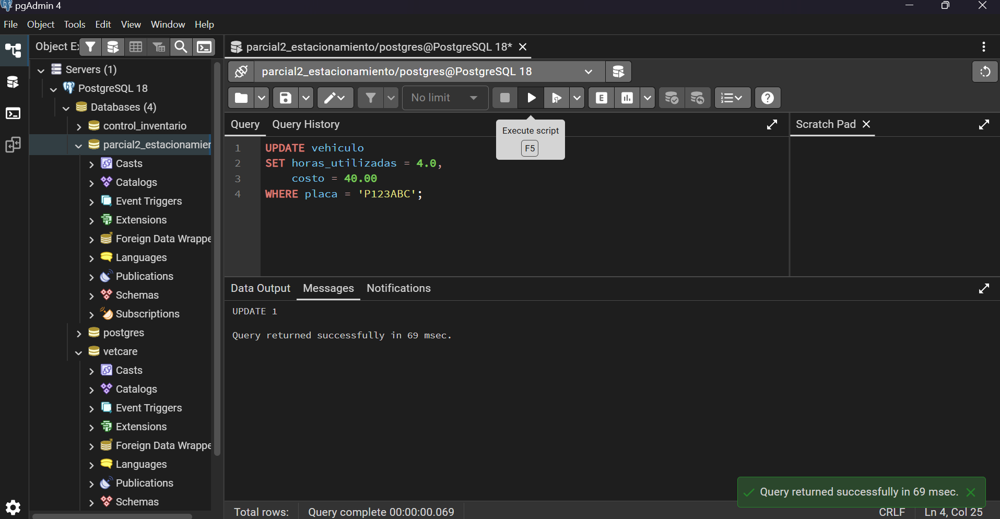 pgAdmin 4
File Object Tools Edit View Window Help
Object Ex
parcial2_estacionamiento/postgres@PostgreSQL 18*
Servers (1)
PostgreSQL 18
Databases (4)
control_inventario
parcial2_estacionamien
Casts
Catalogs
Event Triggers
Extensions
Foreign Data Wrappe
Languages
Publications
Schemas
Subscriptions
postgres
vetcare
Casts
Catalogs
Event Triggers
Extensions
Foreign Data Wrappe
Languages
Publications
Schemas
parcial2_estacionamiento/postgres@PostgreSQL 18
No limit
E
Query Query History
Execute script
F5
Scratch Pad
1 UPDATE vehiculo
2 SET horas_utilizadas = 4.0,
3 costo = 40.00
4 WHERE placa = 'P123ABC';
Data Output Messages Notifications
UPDATE 1
Query returned successfully in 69 msec.
Query returned successfully in 69 msec.
Total rows: Query complete 00:00:00.069 CRLF Ln 4, Col 25